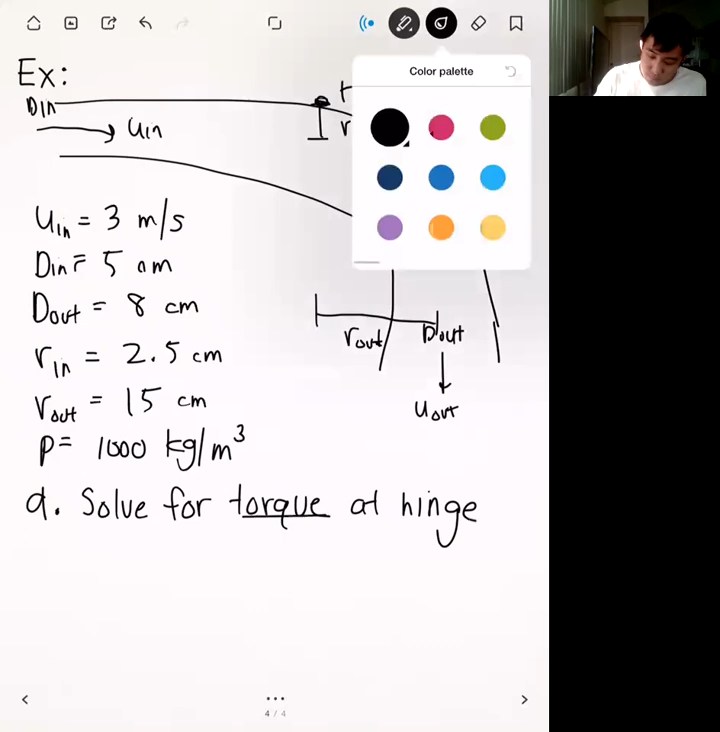 Ex:
Color palette
Din
Uin
r
Uin = 3 m/s
Din = 5 cm
Dout = 8 cm
rin = 2.5 cm
rout = 15 cm
rout
Dout
Uout
ρ = 1000 kg/m³
a. Solve for torque at hinge
4 / 4